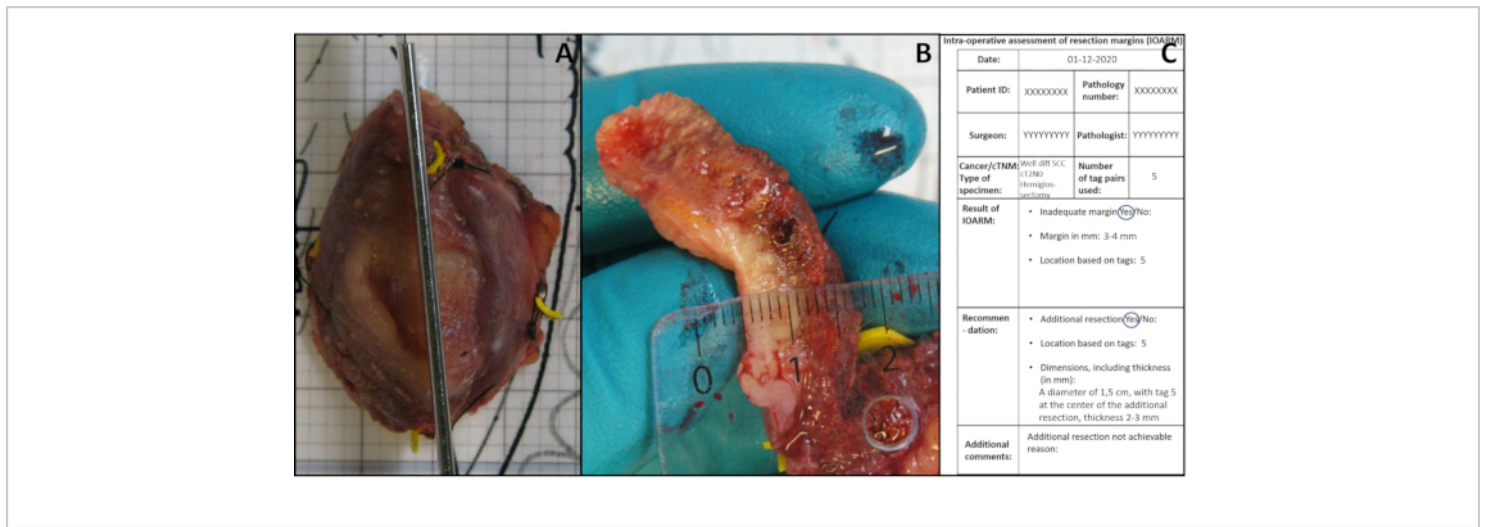 A
B
0
1
2
C
Intra-operative assessment of resection margins (IOARM)
Date: 01-12-2020
Patient ID: XXXXXXXX Pathology number: XXXXXXXX
Surgeon: YYYYYYYYY Pathologist: YYYYYYYYY
Cancer/cTNM: Type of specimen:
Well diff SCC
cT2N0
Hemiglos-
sectomy
Number of tag pairs used: 5
Result of IOARM:
• Inadequate margin Yes/No:
• Margin in mm: 3-4 mm
• Location based on tags: 5
Recommen
- dation:
• Additional resection Yes/No:
• Location based on tags: 5
• Dimensions, including thickness
(in mm):
A diameter of 1,5 cm, with tag 5
at the center of the additional
resection, thickness 2-3 mm
Additional
comments:
Additional resection not achievable
reason: